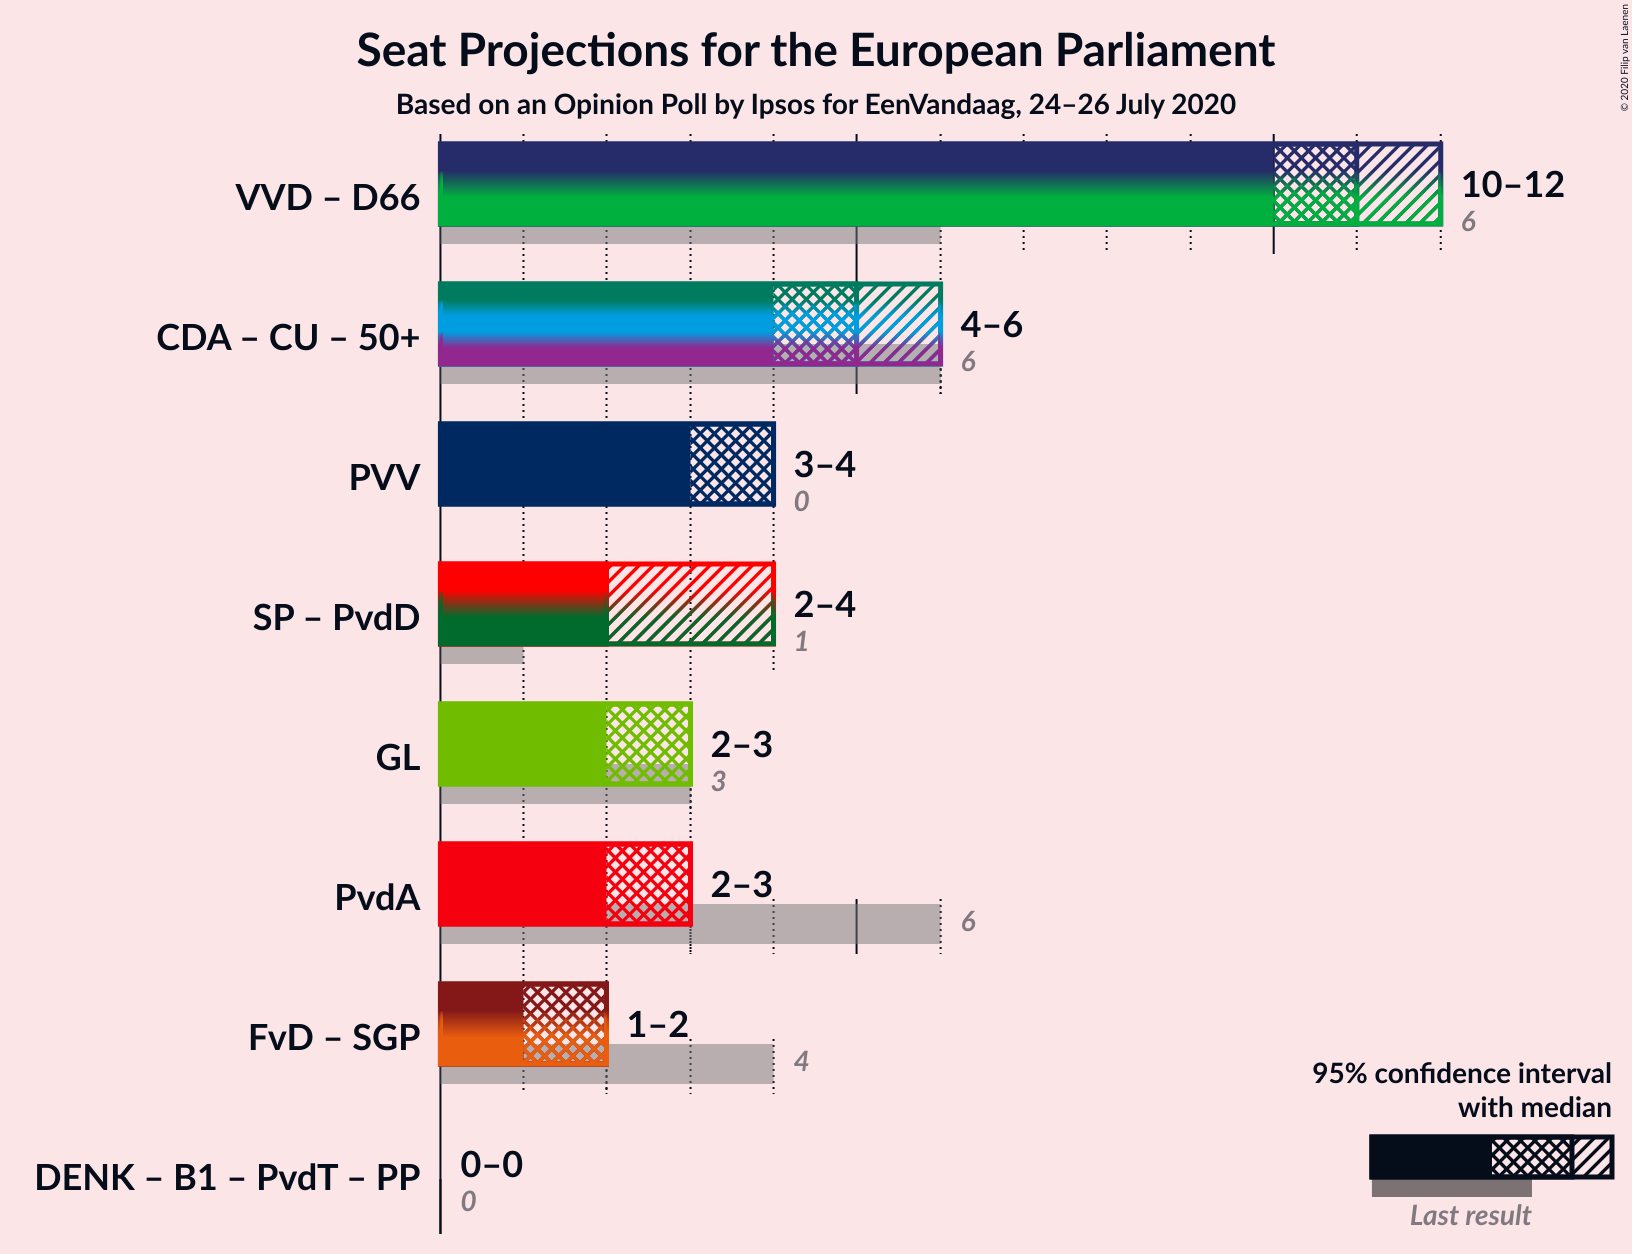 Seat Projections for the European Parliament
Based on an Opinion Poll by Ipsos for EenVandaag, 24–26 July 2020
© 2020 Filip van Laenen
VVD – D66
10–12
6
CDA – CU – 50+
4–6
6
PVV
3–4
0
SP – PvdD
2–4
1
GL
2–3
3
PvdA
2–3
6
FvD – SGP
1–2
4
DENK – B1 – PvdT – PP
0–0
0
95% confidence interval
with median
Last result